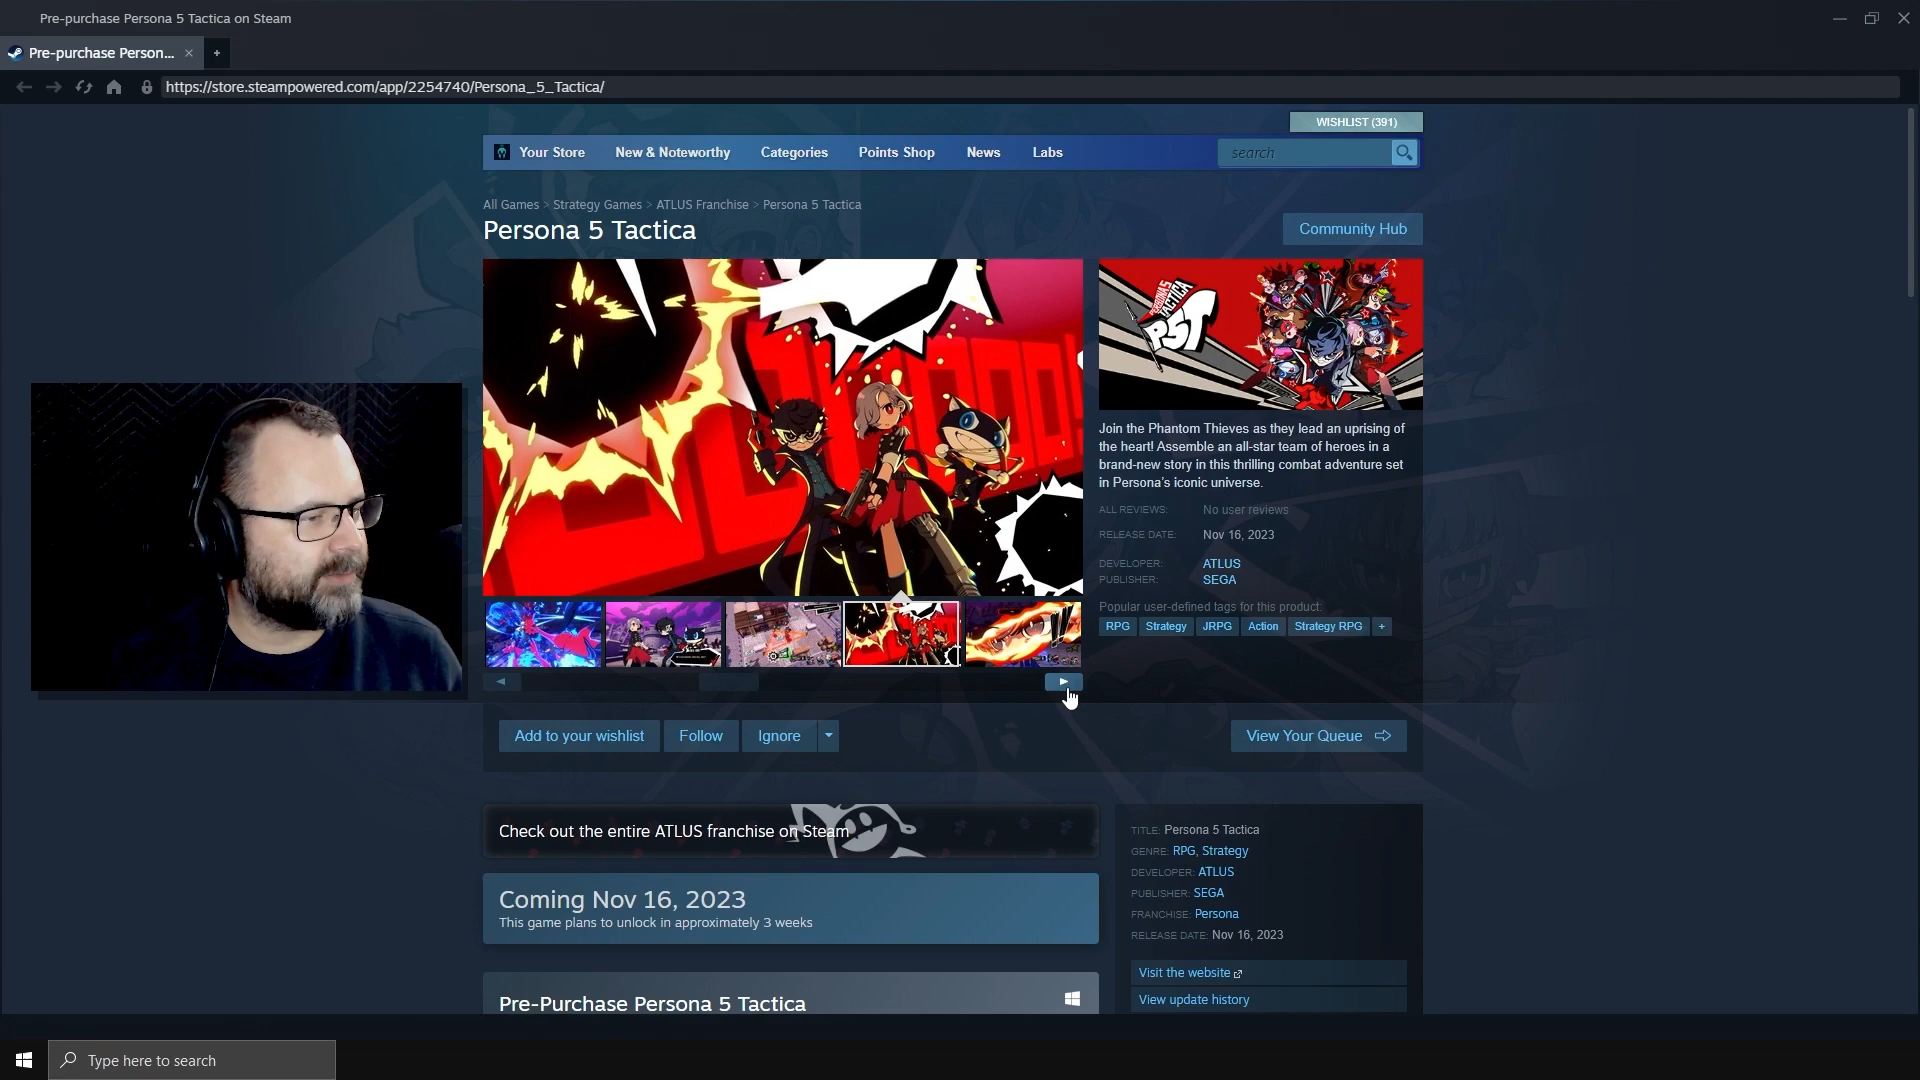 Pre-purchase Persona 5 Tactica on Steam
Pre-purchase Person...
https://store.steampowered.com/app/2254740/Persona_5_Tactica/
WISHLIST (391)
Your Store
New & Noteworthy
Categories
Points Shop
News
Labs
search
All Games > Strategy Games > ATLUS Franchise > Persona 5 Tactica
Persona 5 Tactica
Community Hub
PERSONA5
TACTICA
P5T
Join the Phantom Thieves as they lead an uprising of
the heart! Assemble an all-star team of heroes in a
brand-new story in this thrilling combat adventure set
in Persona's iconic universe.
ALL REVIEWS: No user reviews
RELEASE DATE: Nov 16, 2023
DEVELOPER: ATLUS
PUBLISHER: SEGA
Popular user-defined tags for this product:
RPG Strategy JRPG Action Strategy RPG +
Add to your wishlist
Follow
Ignore
View Your Queue
Check out the entire ATLUS franchise on Steam
Coming Nov 16, 2023
This game plans to unlock in approximately 3 weeks
Pre-Purchase Persona 5 Tactica
TITLE: Persona 5 Tactica
GENRE: RPG, Strategy
DEVELOPER: ATLUS
PUBLISHER: SEGA
FRANCHISE: Persona
RELEASE DATE: Nov 16, 2023
Visit the website
View update history
Type here to search